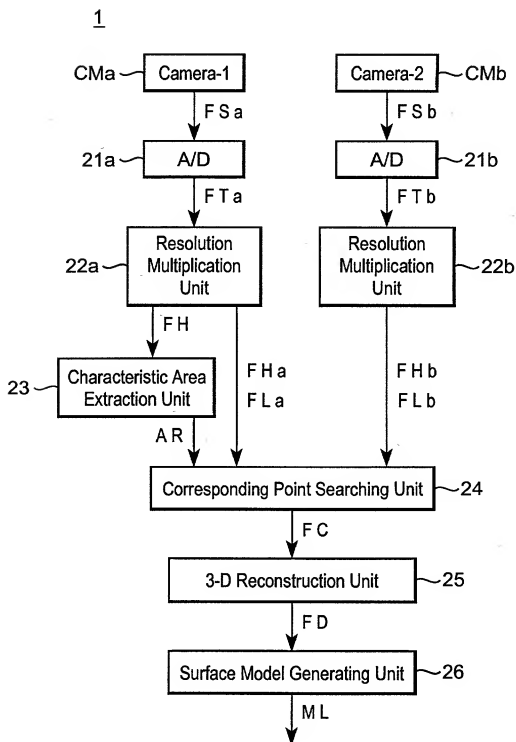 1
CMa Camera-1 Camera-2 CMb
FSa FSb
21a A/D A/D 21b
FTa FTb
22a Resolution Multiplication Unit Resolution Multiplication Unit 22b
FH
FHa FHb
FLa FLb
23 Characteristic Area Extraction Unit
AR
Corresponding Point Searching Unit 24
FC
3-D Reconstruction Unit 25
FD
Surface Model Generating Unit 26
ML